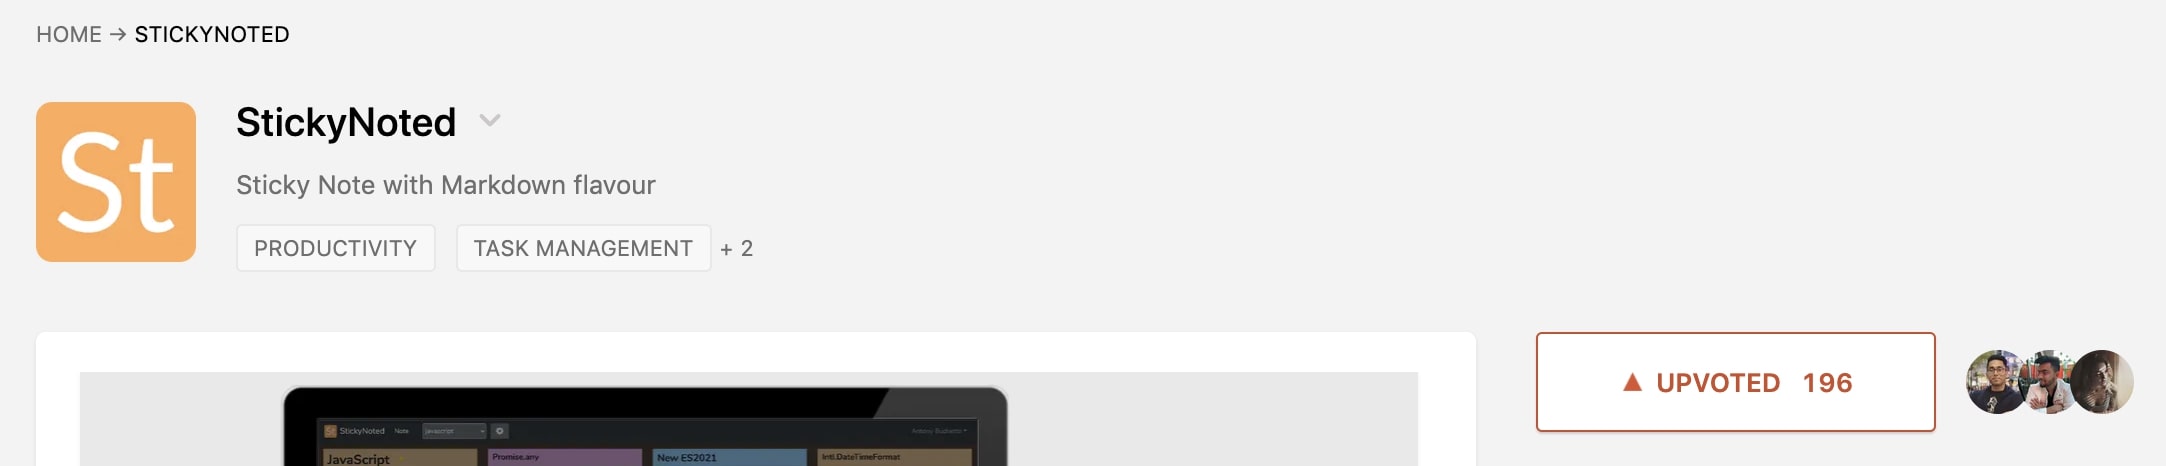 HOME → STICKYNOTED
St
StickyNoted
Sticky Note with Markdown flavour
PRODUCTIVITY TASK MANAGEMENT + 2
▲ UPVOTED 196
St StickyNoted Note javascript
JavaScript Promise.any New ES2021 Intl.DateTimeFormat